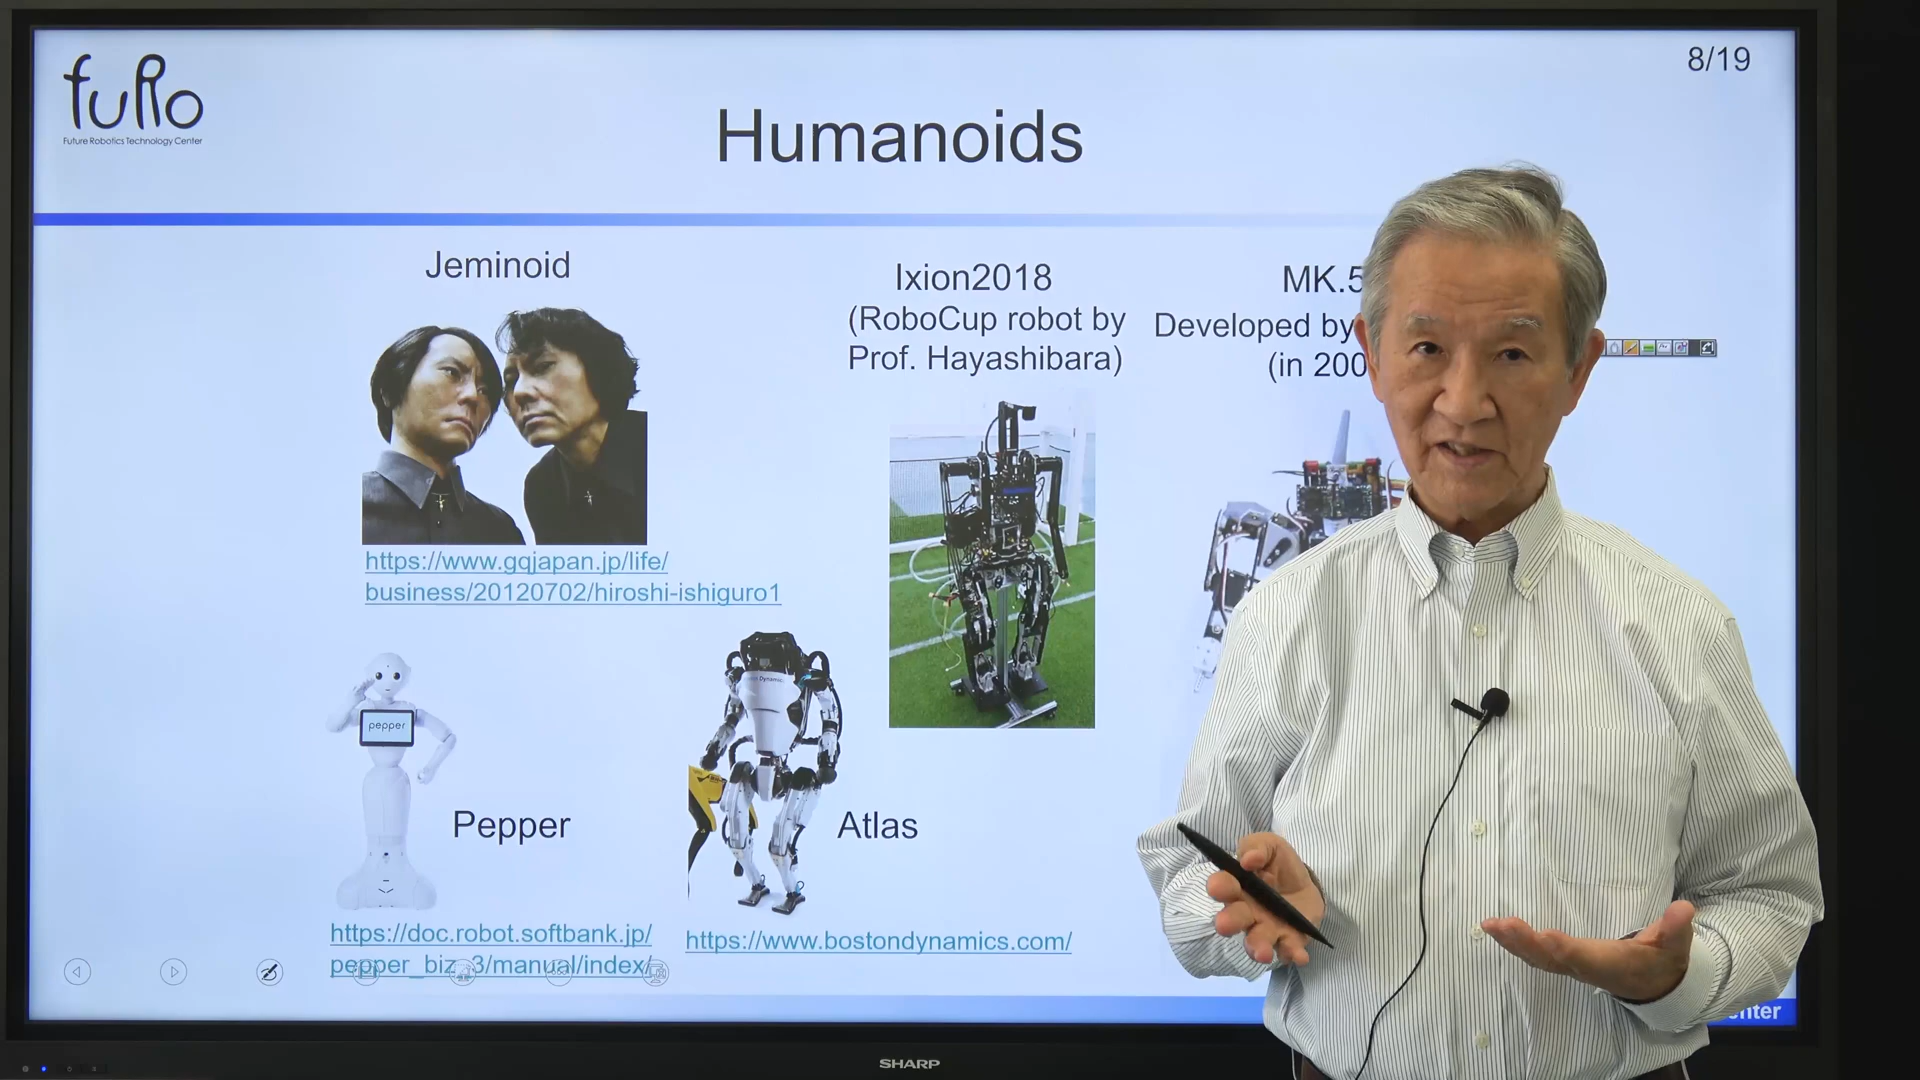 fuRo
Future Robotics Technology Center
8/19
Humanoids
Jeminoid
https://www.gqjapan.jp/life/
business/20120702/hiroshi-ishiguro1
Ixion2018
(RoboCup robot by
Prof. Hayashibara)
MK.5
Developed by
(in 200
pepper
Pepper
https://doc.robot.softbank.jp/
pepper_biz_3/manual/index/
Atlas
https://www.bostondynamics.com/
enter
SHARP